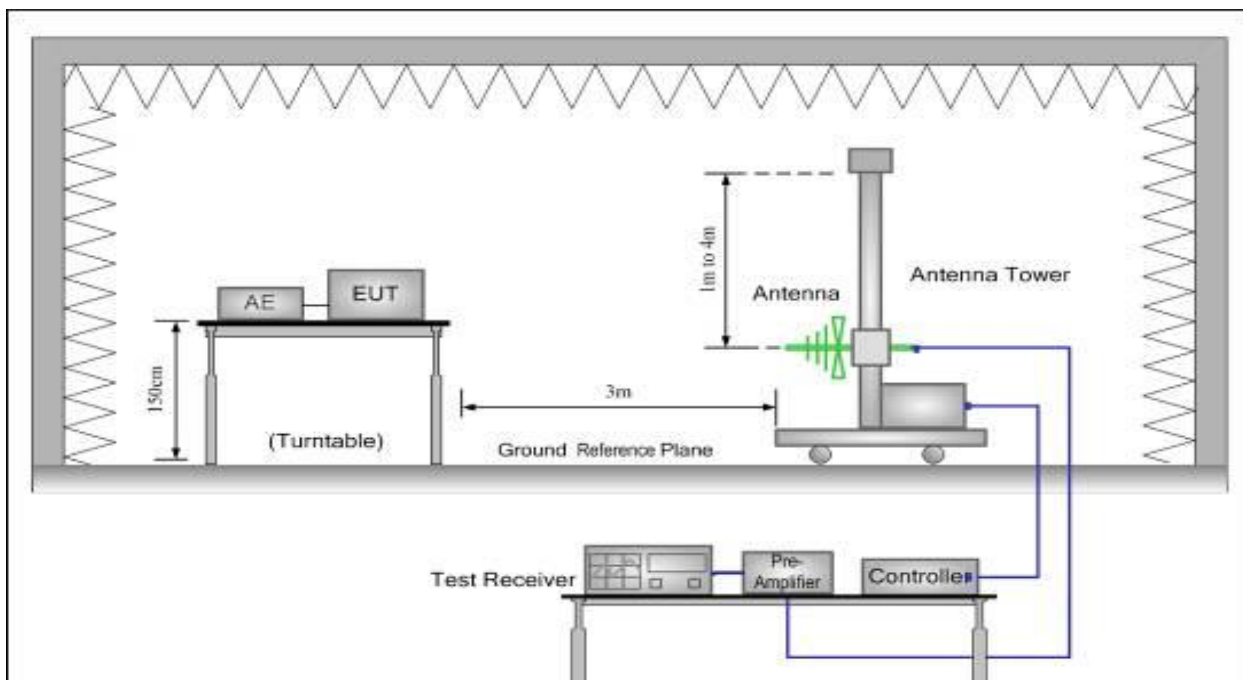 1m to 4m
Antenna Tower
Antenna
AE
EUT
150cm
3m
(Turntable)
Ground Reference Plane
Test Receiver
Pre-
Amplifier
Controller